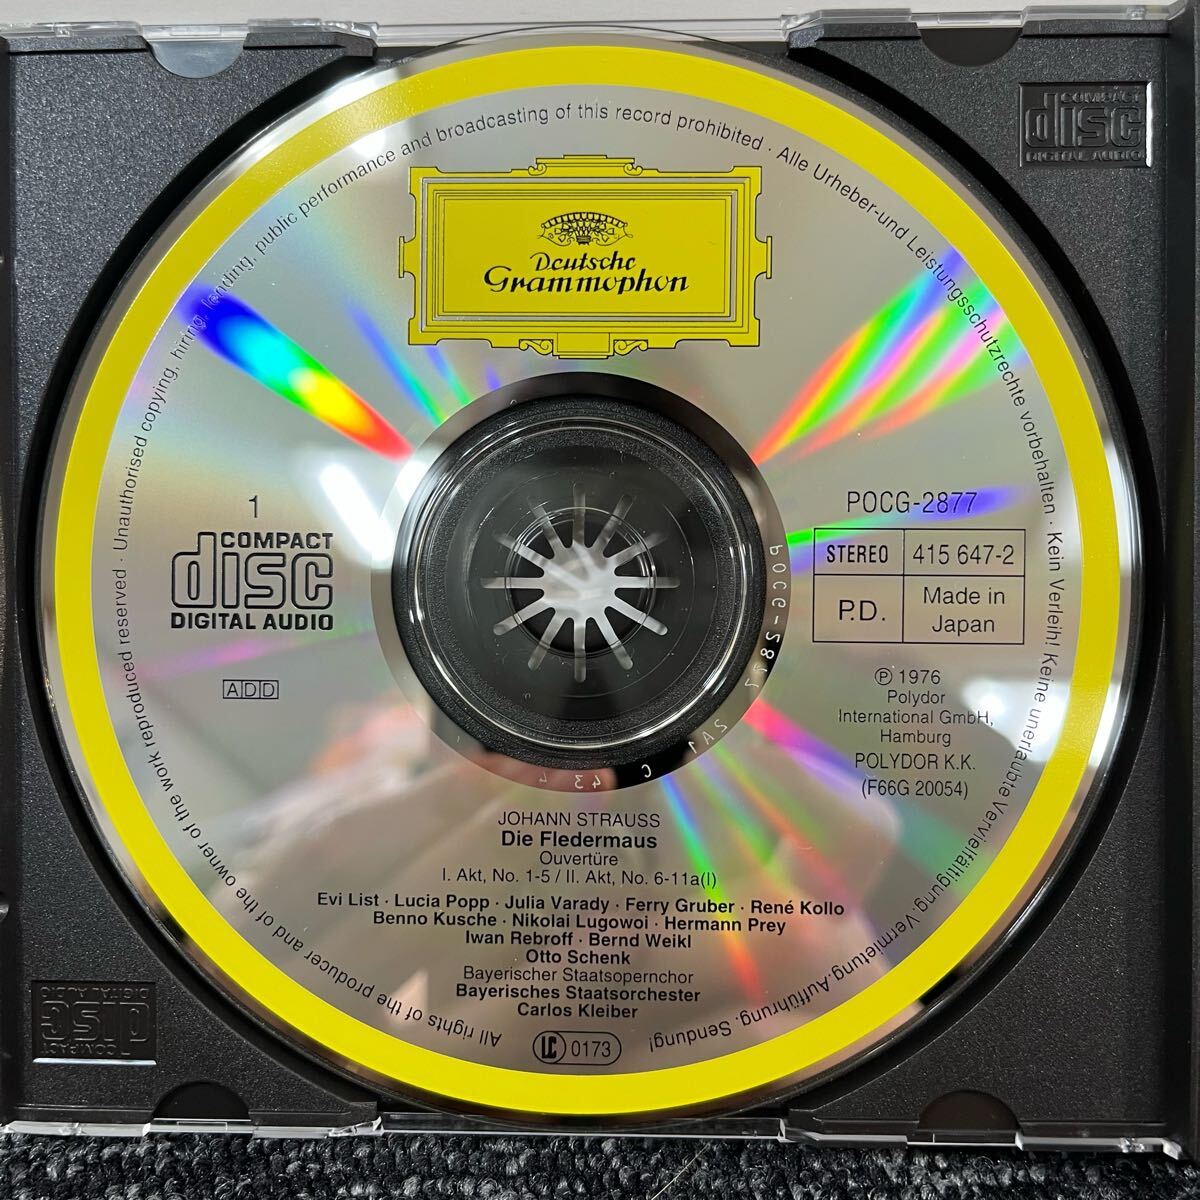 COMPACT
disc
DIGITAL AUDIO
All rights of the producer and of the owner of the work reproduced reserved · Unauthorised copying, hiring, lending, public performance and broadcasting of this record prohibited · Alle Urheber-und Leistungsschutzrechte vorbehalten · Kein Verleih! Keine unerlaubte Vervielfältigung, Vermietung, Aufführung, Sendung!
Deutsche
Grammophon
1
COMPACT
disc
DIGITAL AUDIO
ADD
POCG-2877
STEREO 415 647-2
P.D. Made in
Japan
℗ 1976
Polydor
International GmbH,
Hamburg
POLYDOR K.K.
(F66G 20054)
JOHANN STRAUSS
Die Fledermaus
Ouvertüre
I. Akt, No. 1-5 / II. Akt, No. 6-11a(I)
Evi List · Lucia Popp · Julia Varady · Ferry Gruber · René Kollo
Benno Kusche · Nikolai Lugowoi · Hermann Prey
Iwan Rebroff · Bernd Weikl
Otto Schenk
Bayerischer Staatsopernchor
Bayerisches Staatsorchester
Carlos Kleiber
LC 0173
COMPACT
disc
DIGITAL AUDIO